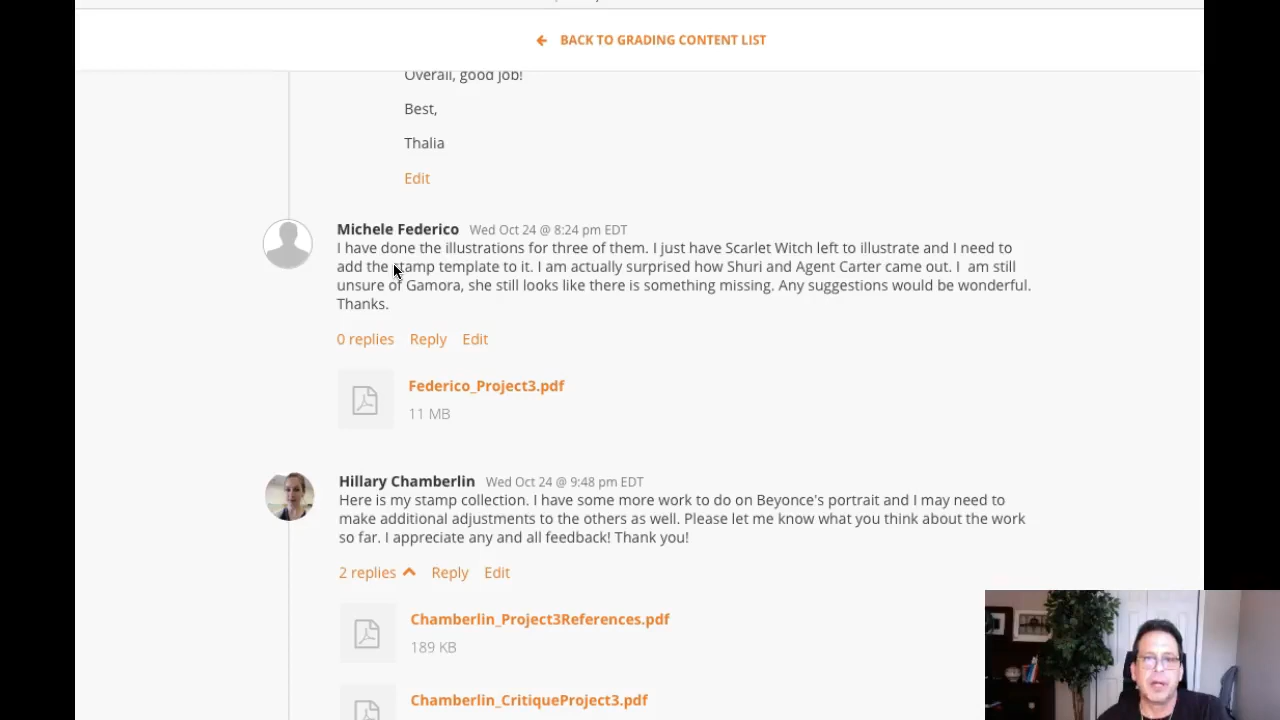 BACK TO GRADING CONTENT LIST
Overall, good job!
Best,
Thalia
Edit
Michele Federico Wed Oct 24 @ 8:24 pm EDT
I have done the illustrations for three of them. I just have Scarlet Witch left to illustrate and I need to
add the stamp template to it. I am actually surprised how Shuri and Agent Carter came out. I  am still
unsure of Gamora, she still looks like there is something missing. Any suggestions would be wonderful.
Thanks.
0 replies Reply Edit
Federico_Project3.pdf
11 MB
Hillary Chamberlin Wed Oct 24 @ 9:48 pm EDT
Here is my stamp collection. I have some more work to do on Beyonce's portrait and I may need to
make additional adjustments to the others as well. Please let me know what you think about the work
so far. I appreciate any and all feedback! Thank you!
2 replies Reply Edit
Chamberlin_Project3References.pdf
189 KB
Chamberlin_CritiqueProject3.pdf